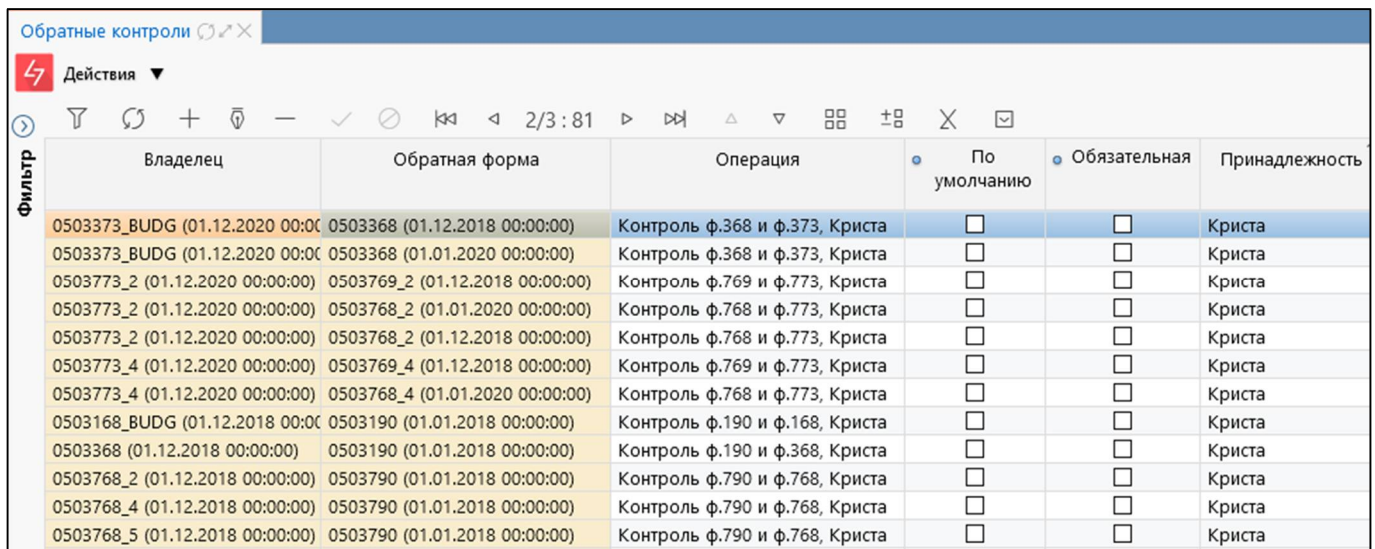 Обратные контроли
Действия ▼
2/3 : 81
Фильтр
Владелец Обратная форма Операция По умолчанию Обязательная Принадлежность
0503373_BUDG (01.12.2020 00:00 0503368 (01.12.2018 00:00:00) Контроль ф.368 и ф.373, Криста Криста
0503373_BUDG (01.12.2020 00:00 0503368 (01.01.2020 00:00:00) Контроль ф.368 и ф.373, Криста Криста
0503773_2 (01.12.2020 00:00:00) 0503769_2 (01.12.2018 00:00:00) Контроль ф.769 и ф.773, Криста Криста
0503773_2 (01.12.2020 00:00:00) 0503768_2 (01.01.2020 00:00:00) Контроль ф.768 и ф.773, Криста Криста
0503773_2 (01.12.2020 00:00:00) 0503768_2 (01.12.2018 00:00:00) Контроль ф.768 и ф.773, Криста Криста
0503773_4 (01.12.2020 00:00:00) 0503769_4 (01.12.2018 00:00:00) Контроль ф.769 и ф.773, Криста Криста
0503773_4 (01.12.2020 00:00:00) 0503768_4 (01.01.2020 00:00:00) Контроль ф.768 и ф.773, Криста Криста
0503168_BUDG (01.12.2018 00:00 0503190 (01.01.2018 00:00:00) Контроль ф.190 и ф.168, Криста Криста
0503368 (01.12.2018 00:00:00) 0503190 (01.01.2018 00:00:00) Контроль ф.190 и ф.368, Криста Криста
0503768_2 (01.12.2018 00:00:00) 0503790 (01.01.2018 00:00:00) Контроль ф.790 и ф.768, Криста Криста
0503768_4 (01.12.2018 00:00:00) 0503790 (01.01.2018 00:00:00) Контроль ф.790 и ф.768, Криста Криста
0503768_5 (01.12.2018 00:00:00) 0503790 (01.01.2018 00:00:00) Контроль ф.790 и ф.768, Криста Криста